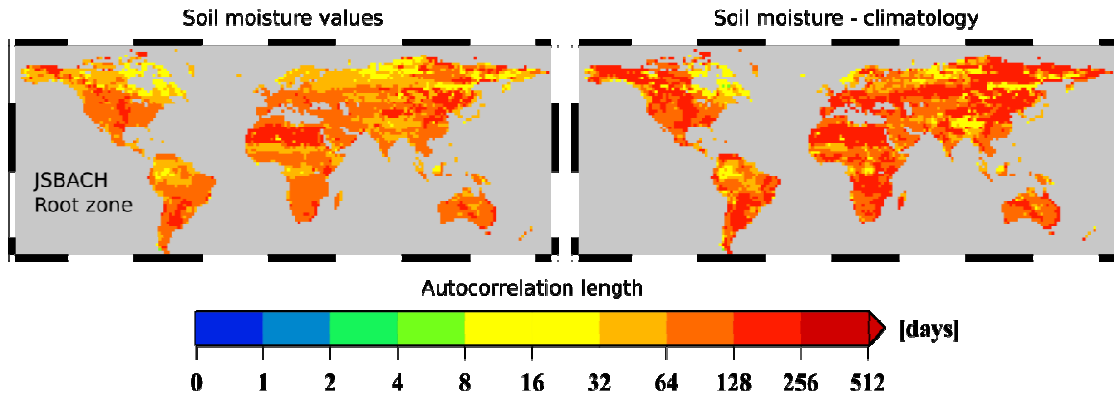 Soil moisture values
Soil moisture - climatology
JSBACH
Root zone
Autocorrelation length
[days]
0 1 2 4 8 16 32 64 128 256 512